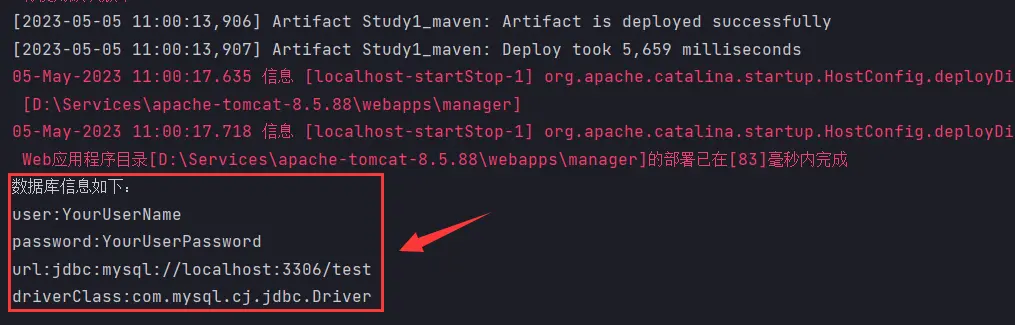 [2023-05-05 11:00:13,906] Artifact Study1_maven: Artifact is deployed successfully
[2023-05-05 11:00:13,907] Artifact Study1_maven: Deploy took 5,659 milliseconds
05-May-2023 11:00:17.635 信息 [localhost-startStop-1] org.apache.catalina.startup.HostConfig.deployDi
[D:\Services\apache-tomcat-8.5.88\webapps\manager]
05-May-2023 11:00:17.718 信息 [localhost-startStop-1] org.apache.catalina.startup.HostConfig.deployDi
Web应用程序目录[D:\Services\apache-tomcat-8.5.88\webapps\manager]的部署已在[83]毫秒内完成
数据库信息如下:
user:YourUserName
password:YourUserPassword
url:jdbc:mysql://localhost:3306/test
driverClass:com.mysql.cj.jdbc.Driver